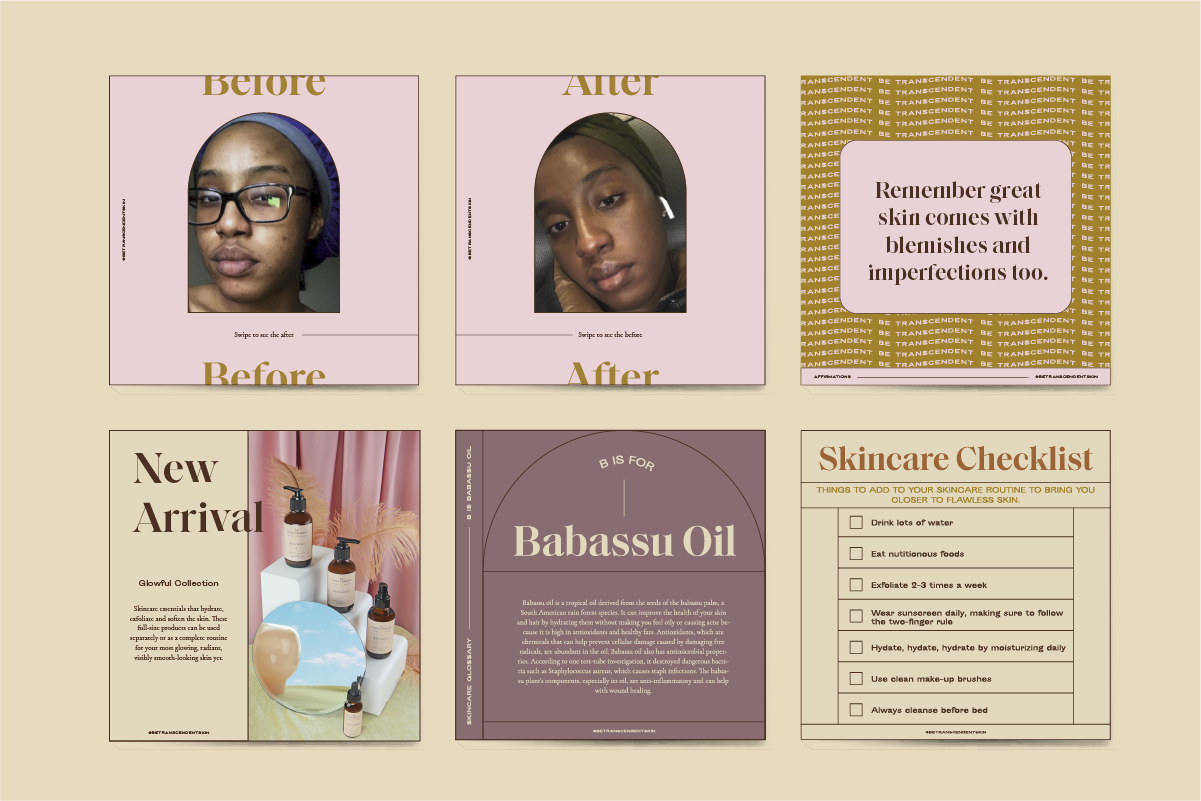 Before
@BETRANSCENDENTSKIN
Swipe to see the after
Before
After
@BETRANSCENDENTSKIN
Swipe to see the before
After
RANSCENDENT BE TRANSCENDENT BE TRANSCENDENT BE TR
Remember great
skin comes with
blemishes and
imperfections too.
AFFIRMATIONS
@BETRANSCENDENTSKIN
New
Arrival
Glowful Collection
Skincare essentials that hydrate,
exfoliate and soften the skin. These
full-size products can be used
separately or as a complete routine
for your most glowing, radiant,
visibly smooth-looking skin yet.
@BETRANSCENDENTSKIN
B IS BABASSU OIL
SKINCARE GLOSSARY
B IS FOR
Babassu Oil
Babassu oil is a tropical oil derived from the seeds of the babassu palm, a
South American rain forest species. It can improve the health of your skin
and hair by hydrating them without making you feel oily or causing acne be-
cause it is high in antioxidants and healthy fats. Antioxidants, which are
chemicals that can help prevent cellular damage caused by damaging free
radicals, are abundant in the oil. Babassu oil also has antimicrobial proper-
ties. According to one test-tube investigation, it destroyed dangerous bacte-
ria such as Staphylococcus aureus, which causes staph infections. The babas-
su plant's components, especially its oil, are anti-inflammatory and can help
with wound healing.
@BETRANSCENDENTSKIN
Skincare Checklist
THINGS TO ADD TO YOUR SKINCARE ROUTINE TO BRING YOU
CLOSER TO FLAWLESS SKIN.
Drink lots of water
Eat nutitionous foods
Exfoliate 2-3 times a week
Wear sunscreen daily, making sure to follow
the two-finger rule
Hydate, hydate, hydrate by moisturizing daily
Use clean make-up brushes
Always cleanse before bed
@BETRANSCENDENTSKIN